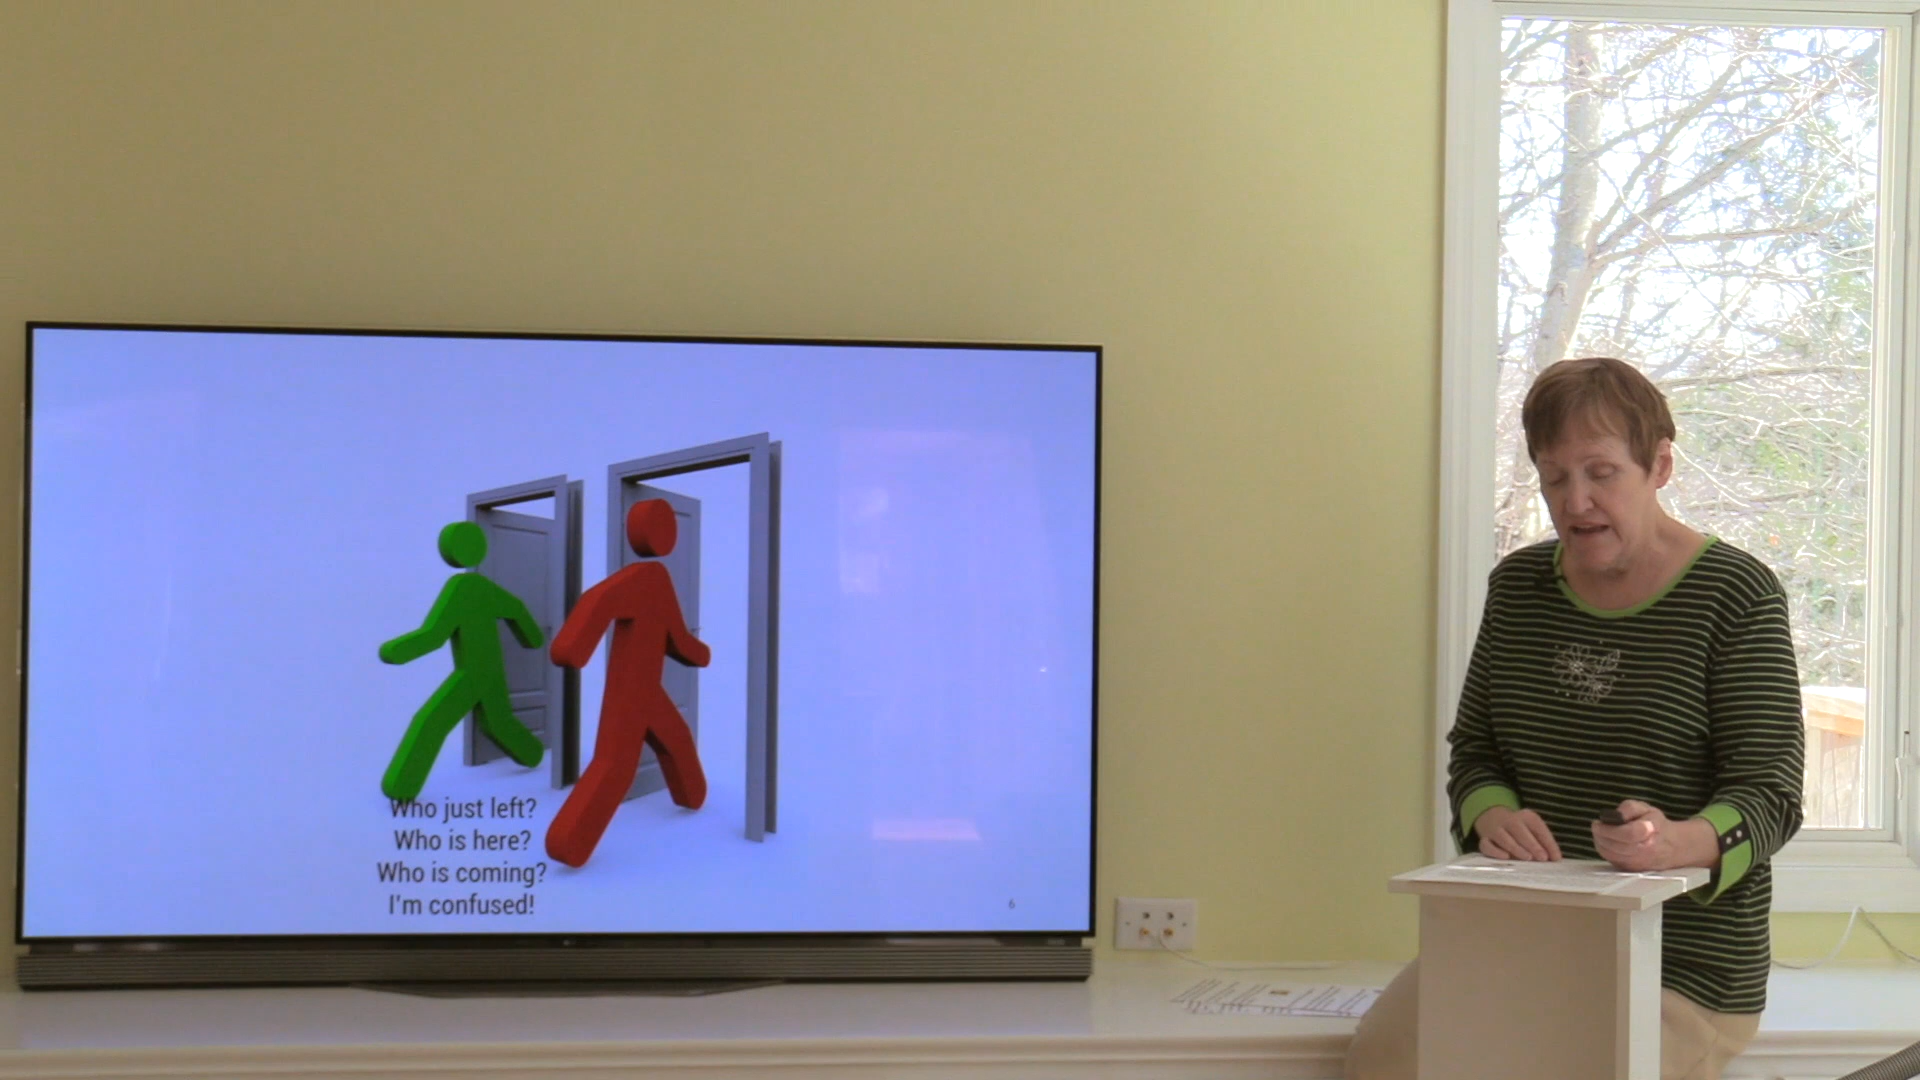 Who just left?
Who is here?
Who is coming?
I'm confused!
6